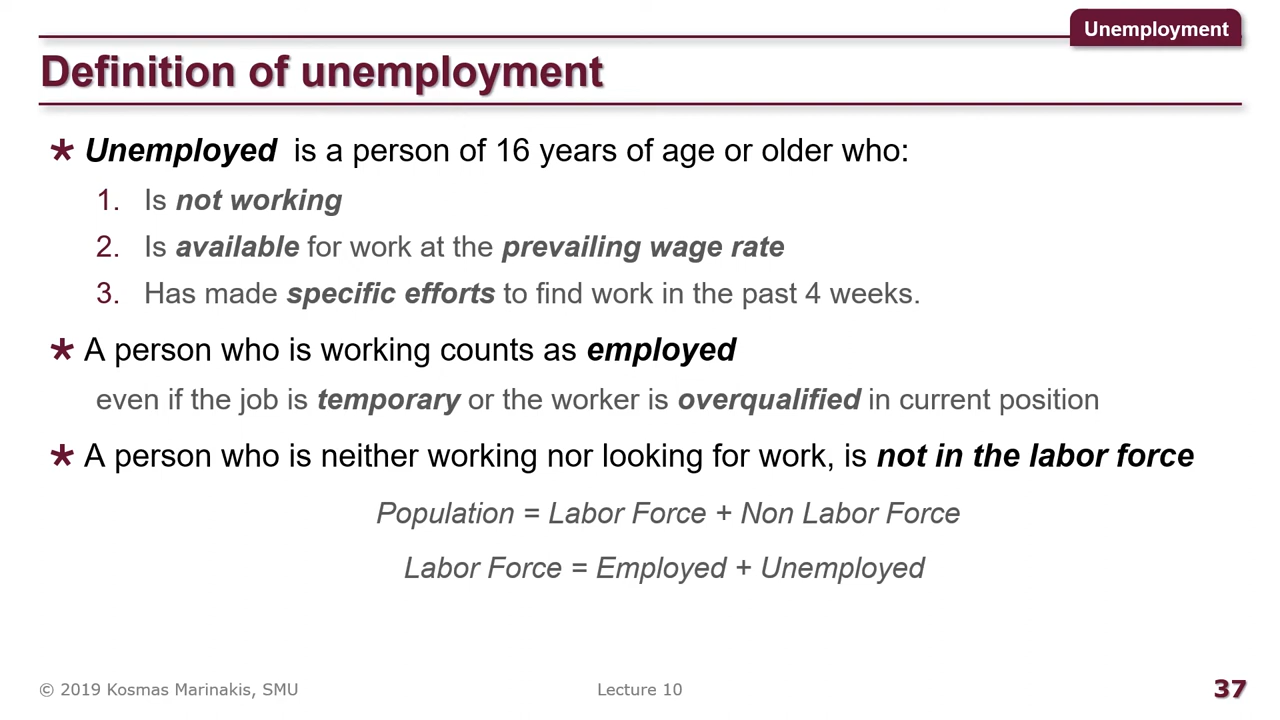 Unemployment
Definition of unemployment
* Unemployed is a person of 16 years of age or older who:
1. Is not working
2. Is available for work at the prevailing wage rate
3. Has made specific efforts to find work in the past 4 weeks.
* A person who is working counts as employed
even if the job is temporary or the worker is overqualified in current position
* A person who is neither working nor looking for work, is not in the labor force
Population = Labor Force + Non Labor Force
Labor Force = Employed + Unemployed
© 2019 Kosmas Marinakis, SMU
Lecture 10
37